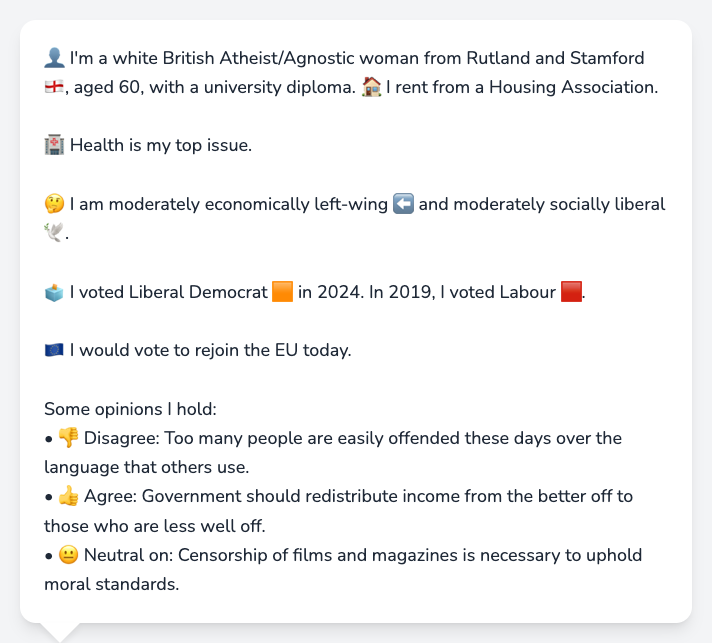 👤 I'm a white British Atheist/Agnostic woman from Rutland and Stamford
🏴󠁧󠁢󠁥󠁮󠁧󠁿, aged 60, with a university diploma. 🏠 I rent from a Housing Association.
🏥 Health is my top issue.
🤔 I am moderately economically left-wing ⬅️ and moderately socially liberal
🕊️.
🗳️ I voted Liberal Democrat 🟧 in 2024. In 2019, I voted Labour 🟥.
🇪🇺 I would vote to rejoin the EU today.
Some opinions I hold:
• 👎 Disagree: Too many people are easily offended these days over the
language that others use.
• 👍 Agree: Government should redistribute income from the better off to
those who are less well off.
• 😐 Neutral on: Censorship of films and magazines is necessary to uphold
moral standards.